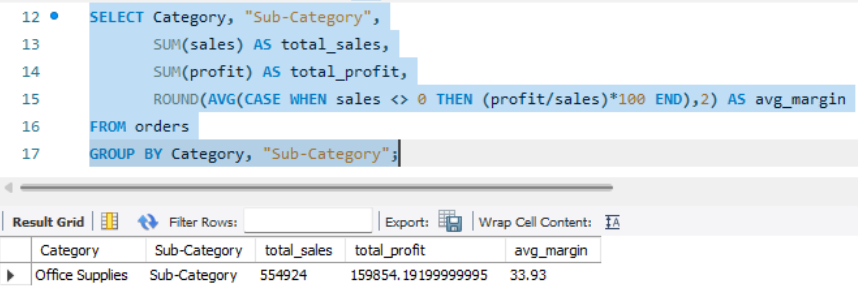 12 SELECT Category, "Sub-Category",
13 SUM(sales) AS total_sales,
14 SUM(profit) AS total_profit,
15 ROUND(AVG(CASE WHEN sales <> 0 THEN (profit/sales)*100 END),2) AS avg_margin
16 FROM orders
17 GROUP BY Category, "Sub-Category";
Result Grid Filter Rows: Export: Wrap Cell Content: IA
Category Sub-Category total_sales total_profit avg_margin
Office Supplies Sub-Category 554924 159854.19199999995 33.93